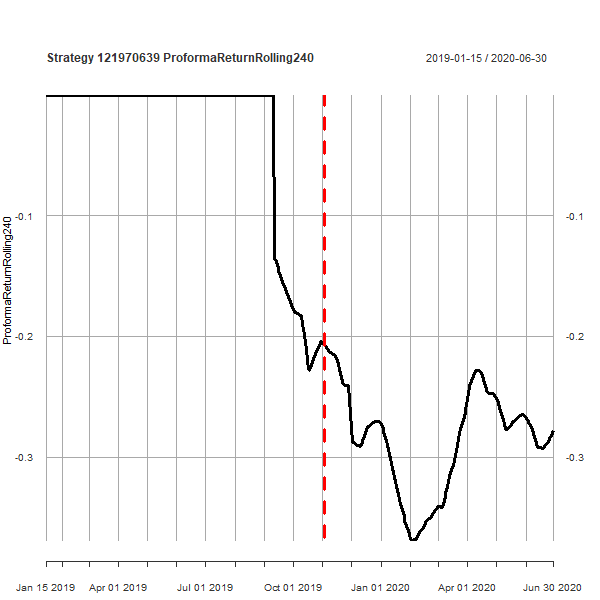 Strategy 121970639 ProformaReturnRolling240
2019-01-15 / 2020-06-30
ProformaReturnRolling240
-0.1
-0.2
-0.3
-0.1
-0.2
-0.3
Jan 15 2019 Apr 01 2019 Jul 01 2019 Oct 01 2019 Jan 01 2020 Apr 01 2020 Jun 30 2020